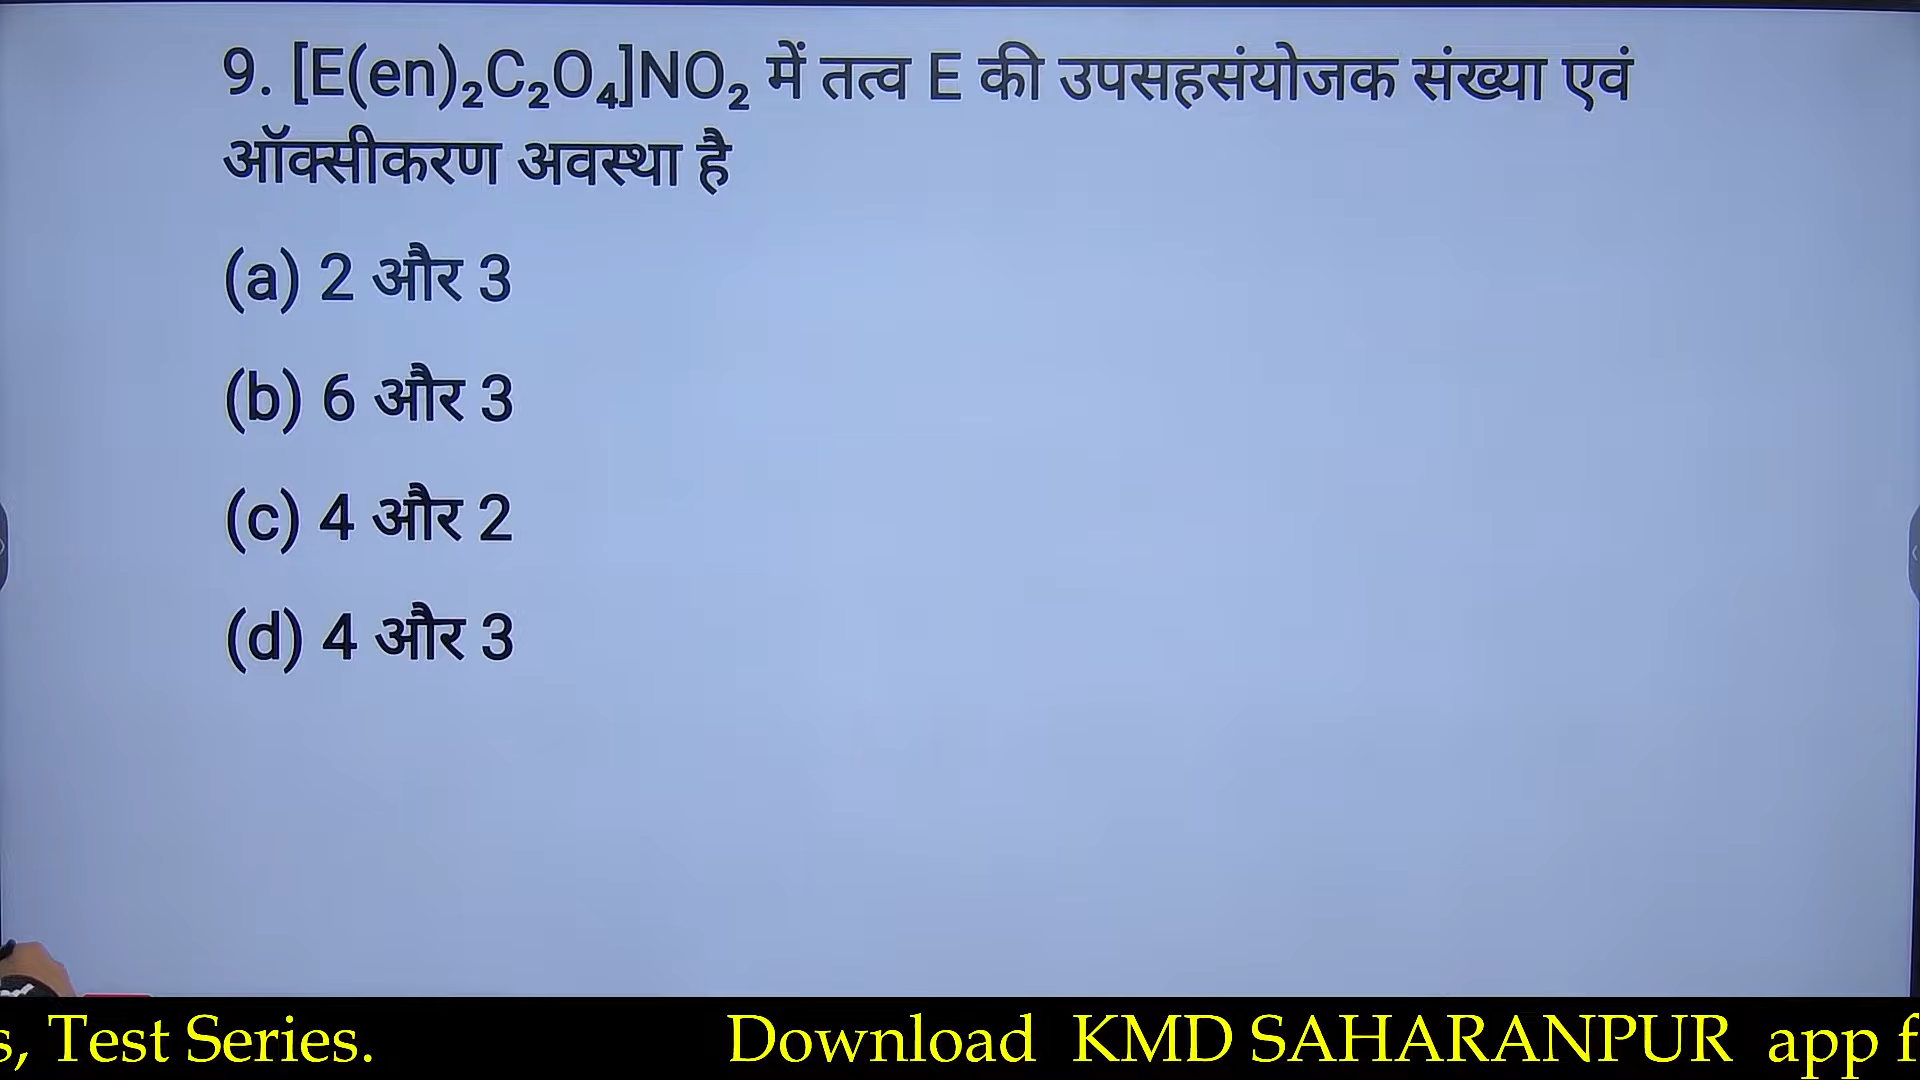 9. [E(en)₂C₂O₄]NO₂ में तत्व E की उपसहसंयोजक संख्या एवं
ऑक्सीकरण अवस्था है
(a) 2 और 3
(b) 6 और 3
(c) 4 और 2
(d) 4 और 3
s, Test Series. Download KMD SAHARANPUR app f